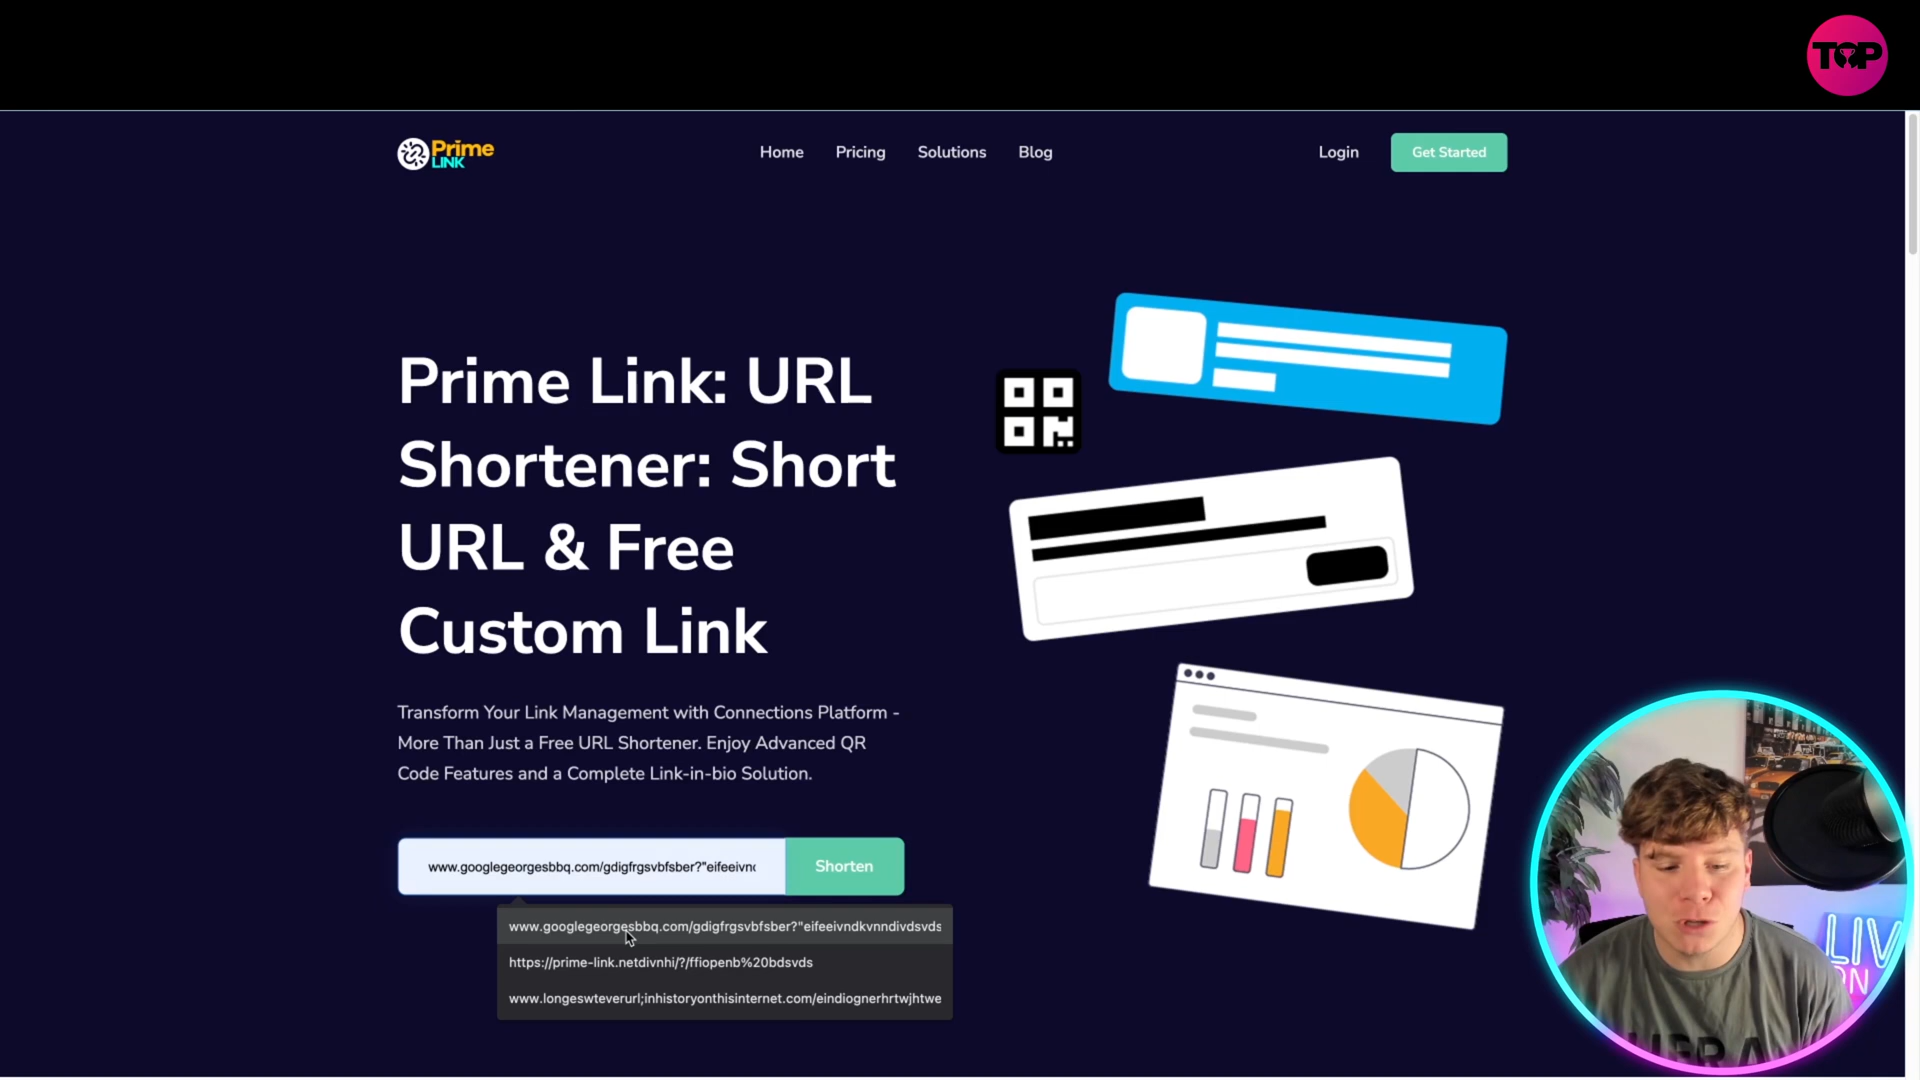 TOP
Prime
LINK
Home
Pricing
Solutions
Blog
Login
Get Started
Prime Link: URL
Shortener: Short
URL & Free
Custom Link
Transform Your Link Management with Connections Platform -
More Than Just a Free URL Shortener. Enjoy Advanced QR
Code Features and a Complete Link-in-bio Solution.
www.googlegeorgesbbq.com/gdigfrgsvbfsber?"eifeeivnd
Shorten
www.googlegeorgesbbq.com/gdigfrgsvbfsber?"eifeeivndkvnndivdsvds
https://prime-link.netdivnhi/?/ffiopenb%20bdsvds
www.longeswteverurl;inhistoryonthisinternet.com/eindiognerhrtwjhtwe
LIV
ON